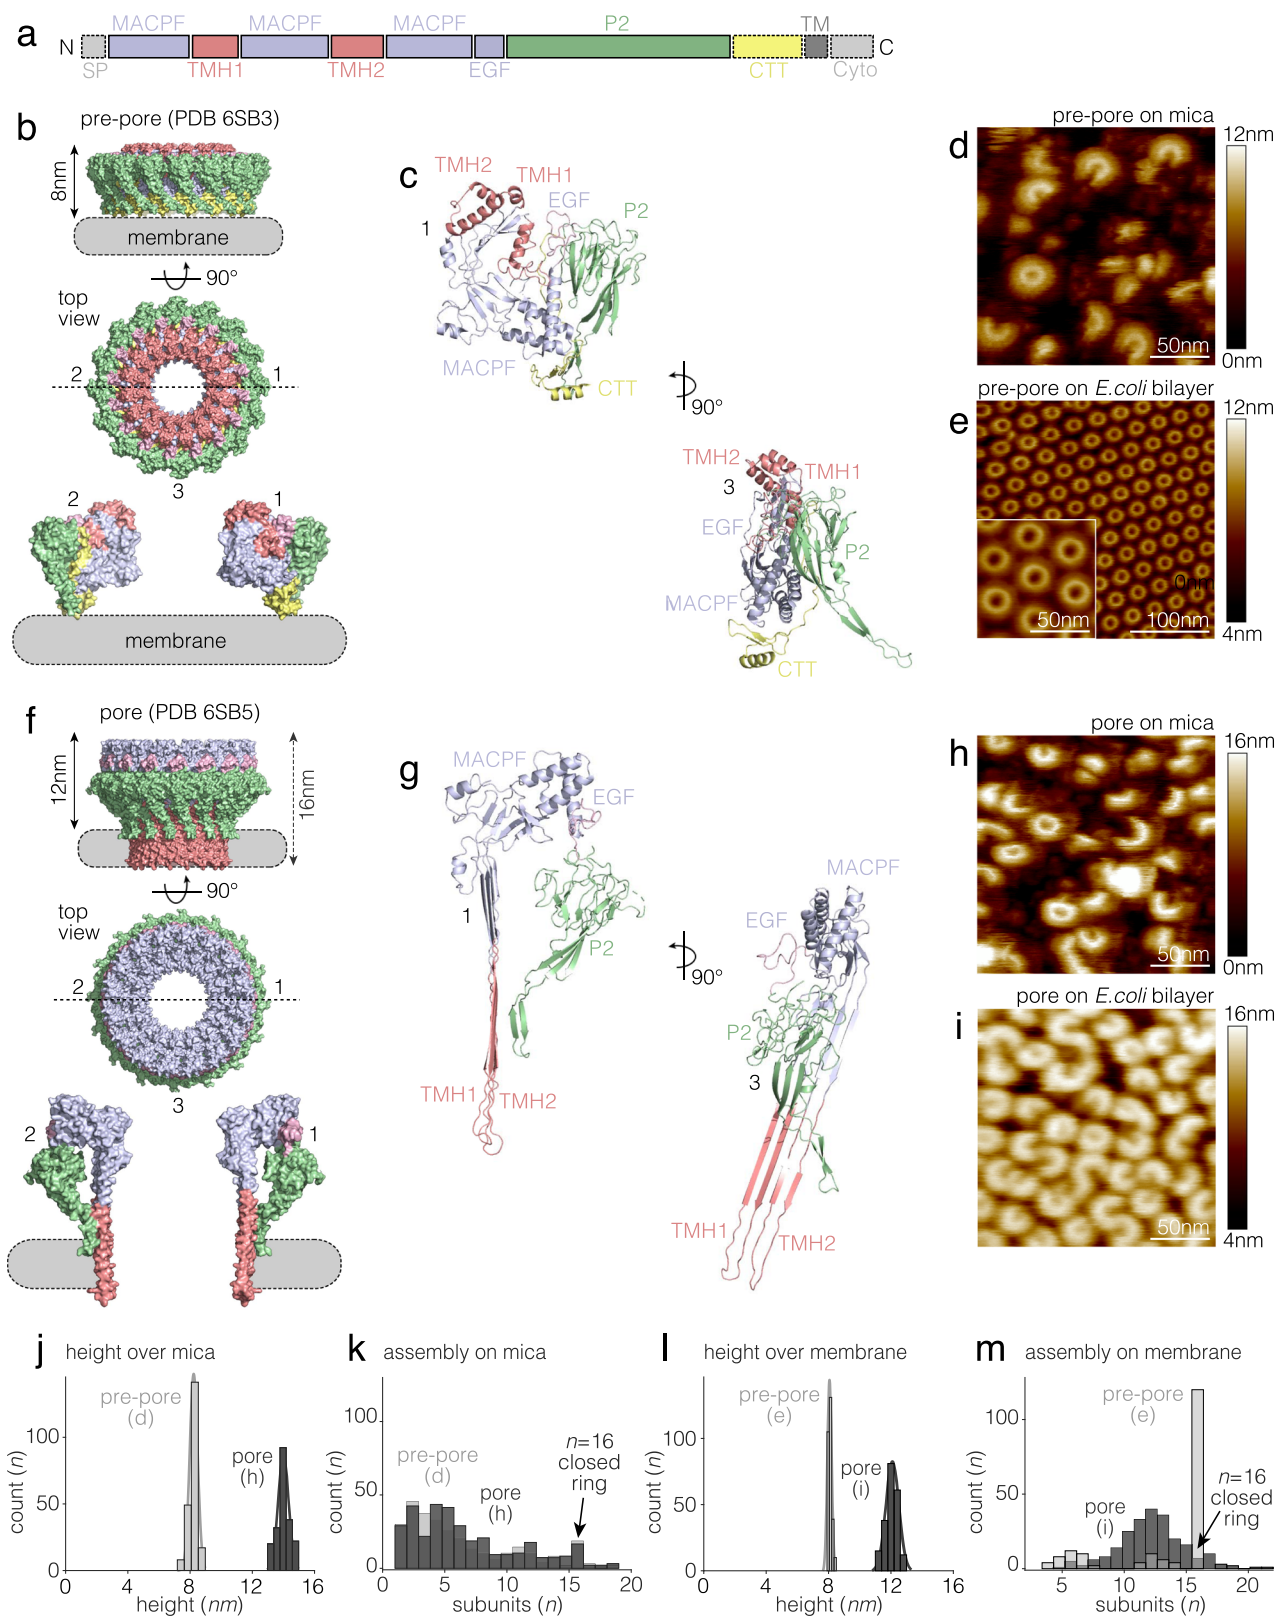 a
N
SP
MACPF
TMH1
MACPF
TMH2
MACPF
EGF
P2
CTT
TM
Cyto
C
b
pre-pore (PDB 6SB3)
8nm
membrane
90°
top
view
2
1
3
2
1
membrane
c
TMH2
TMH1
EGF
P2
1
MACPF
CTT
90°
TMH2
TMH1
3
EGF
P2
MACPF
CTT
d
pre-pore on mica
12nm
50nm
0nm
pre-pore on E.coli bilayer
e
12nm
0nm
50nm
100nm
4nm
f
pore (PDB 6SB5)
12nm
16nm
90°
top
view
2
1
3
2
1
g
MACPF
EGF
1
P2
TMH1
TMH2
90°
MACPF
EGF
P2
3
TMH1
TMH2
pore on mica
h
16nm
50nm
0nm
pore on E.coli bilayer
i
16nm
50nm
4nm
j
height over mica
pre-pore
(d)
pore
(h)
count (n)
100
50
0
0
4
8
12
16
height (nm)
k
assembly on mica
pre-pore
(d)
pore
(h)
n=16
closed
ring
count (n)
100
50
0
0
5
10
15
20
subunits (n)
l
height over membrane
pre-pore
(e)
pore
(i)
count (n)
100
50
0
0
4
8
12
16
height (nm)
m
assembly on membrane
pre-pore
(e)
pore
(i)
n=16
closed
ring
count (n)
100
50
0
5
10
15
20
subunits (n)